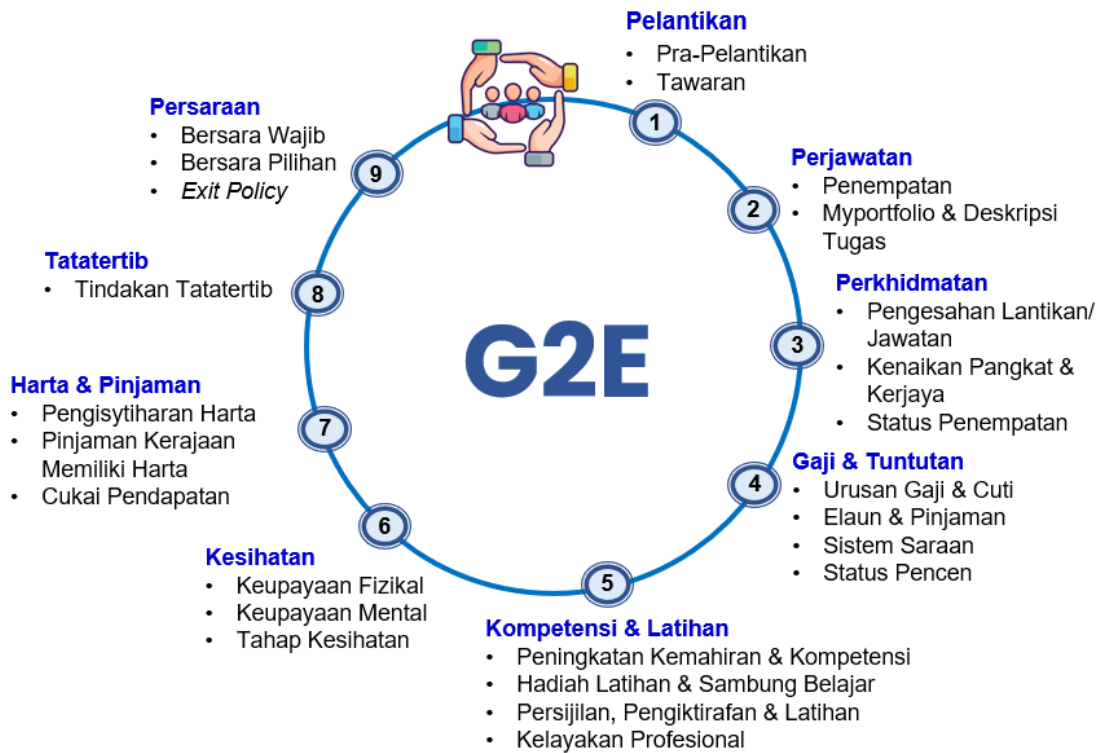 Pelantikan
• Pra-Pelantikan
• Tawaran
1
Perjawatan
• Penempatan
• Myportfolio & Deskripsi
Tugas
2
Perkhidmatan
• Pengesahan Lantikan/
Jawatan
• Kenaikan Pangkat &
Kerjaya
• Status Penempatan
3
Gaji & Tuntutan
• Urusan Gaji & Cuti
• Elaun & Pinjaman
• Sistem Saraan
• Status Pencen
4
Kompetensi & Latihan
• Peningkatan Kemahiran & Kompetensi
• Hadiah Latihan & Sambung Belajar
• Persijilan, Pengiktirafan & Latihan
• Kelayakan Profesional
5
Kesihatan
• Keupayaan Fizikal
• Keupayaan Mental
• Tahap Kesihatan
6
Harta & Pinjaman
• Pengisytiharan Harta
• Pinjaman Kerajaan
Memiliki Harta
• Cukai Pendapatan
7
Tatatertib
• Tindakan Tatatertib
8
Persaraan
• Bersara Wajib
• Bersara Pilihan
• Exit Policy
9
G2E